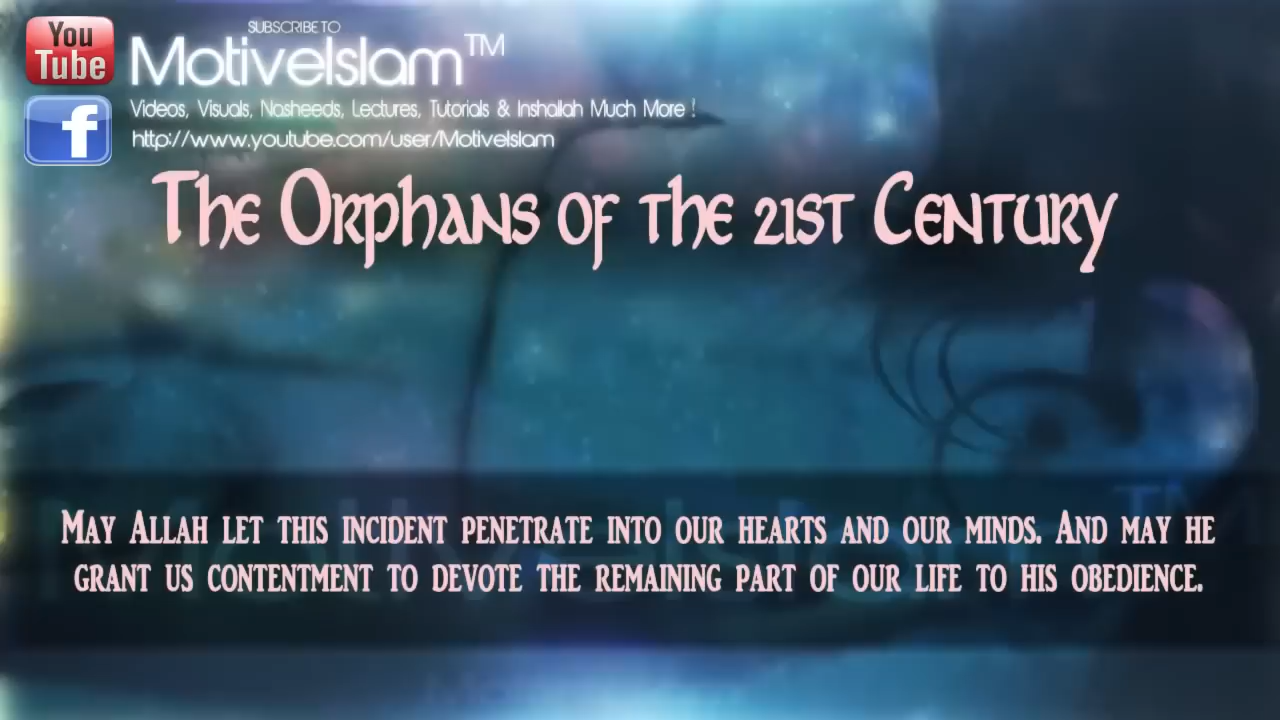 You
Tube
SUBSCRIBE TO
MotiveIslam™
Videos, Visuals, Nasheeds, Lectures, Tutorials & Inshallah Much More !
http://www.youtube.com/user/MotiveIslam
f
The Orphans of the 21st Century
May Allah let this incident penetrate into our hearts and our minds. And may he
grant us contentment to devote the remaining part of our life to his obedience.
MotiveIslam™